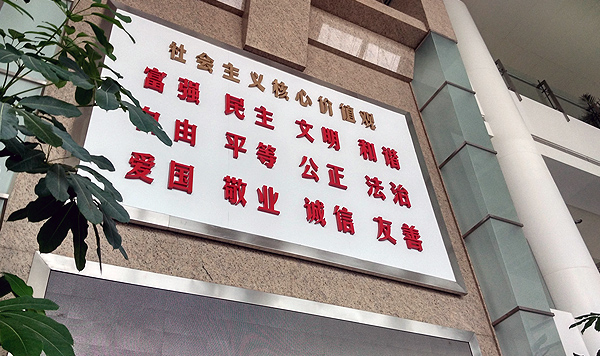 社会主义核心价值观
富强 民主 文明 和谐
自由 平等 公正 法治
爱国 敬业 诚信 友善